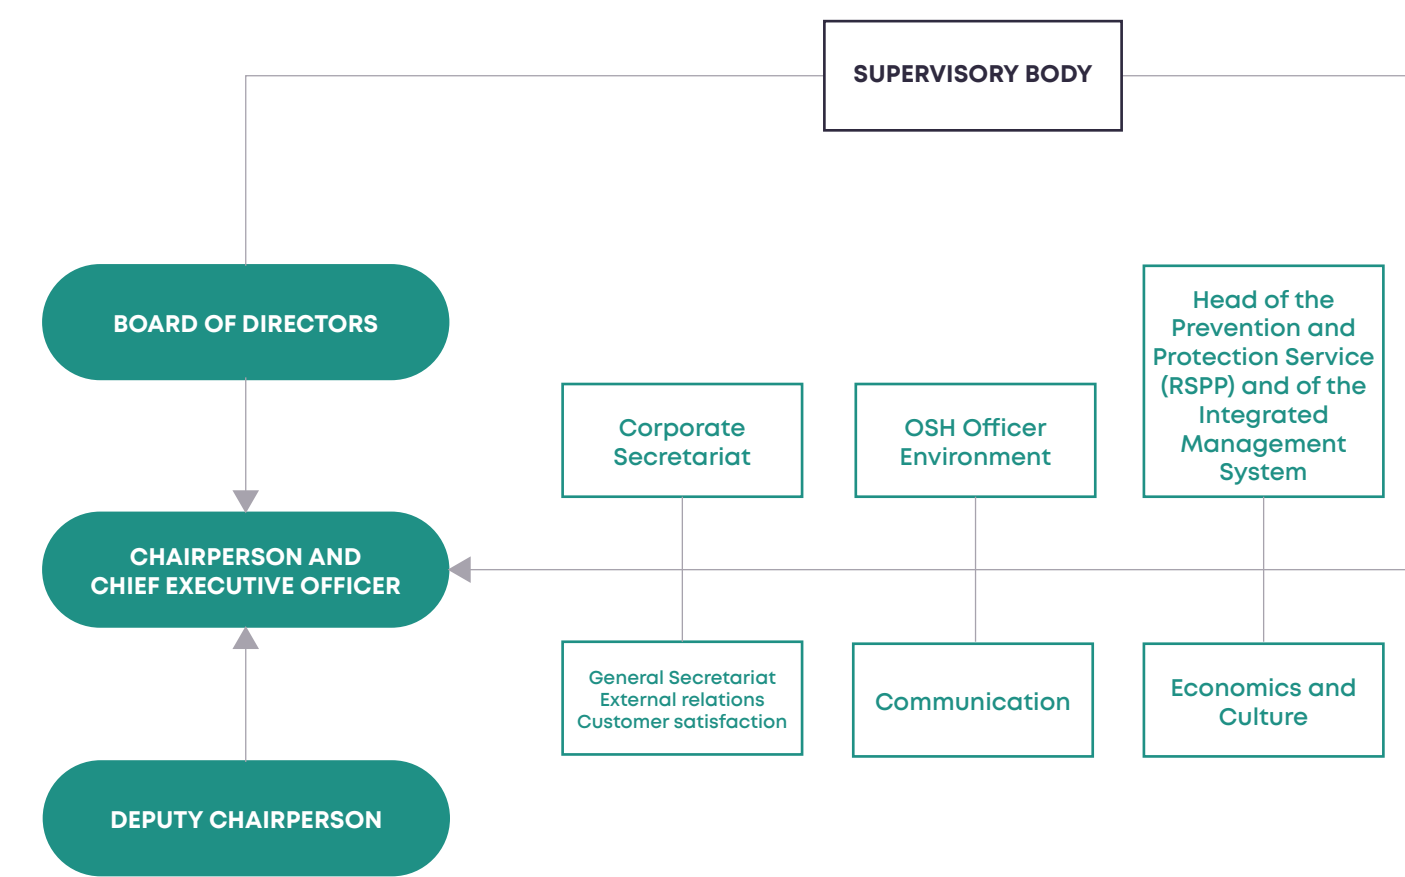 SUPERVISORY BODY
BOARD OF DIRECTORS
Head of the
Prevention and
Protection Service
(RSPP) and of the
Integrated
Management
System
Corporate
Secretariat
OSH Officer
Environment
CHAIRPERSON AND
CHIEF EXECUTIVE OFFICER
General Secretariat
External relations
Customer satisfaction
Communication
Economics and
Culture
DEPUTY CHAIRPERSON